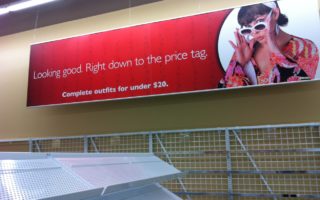 Looking good. Right down to the price tag.
Complete outfits for under $20.